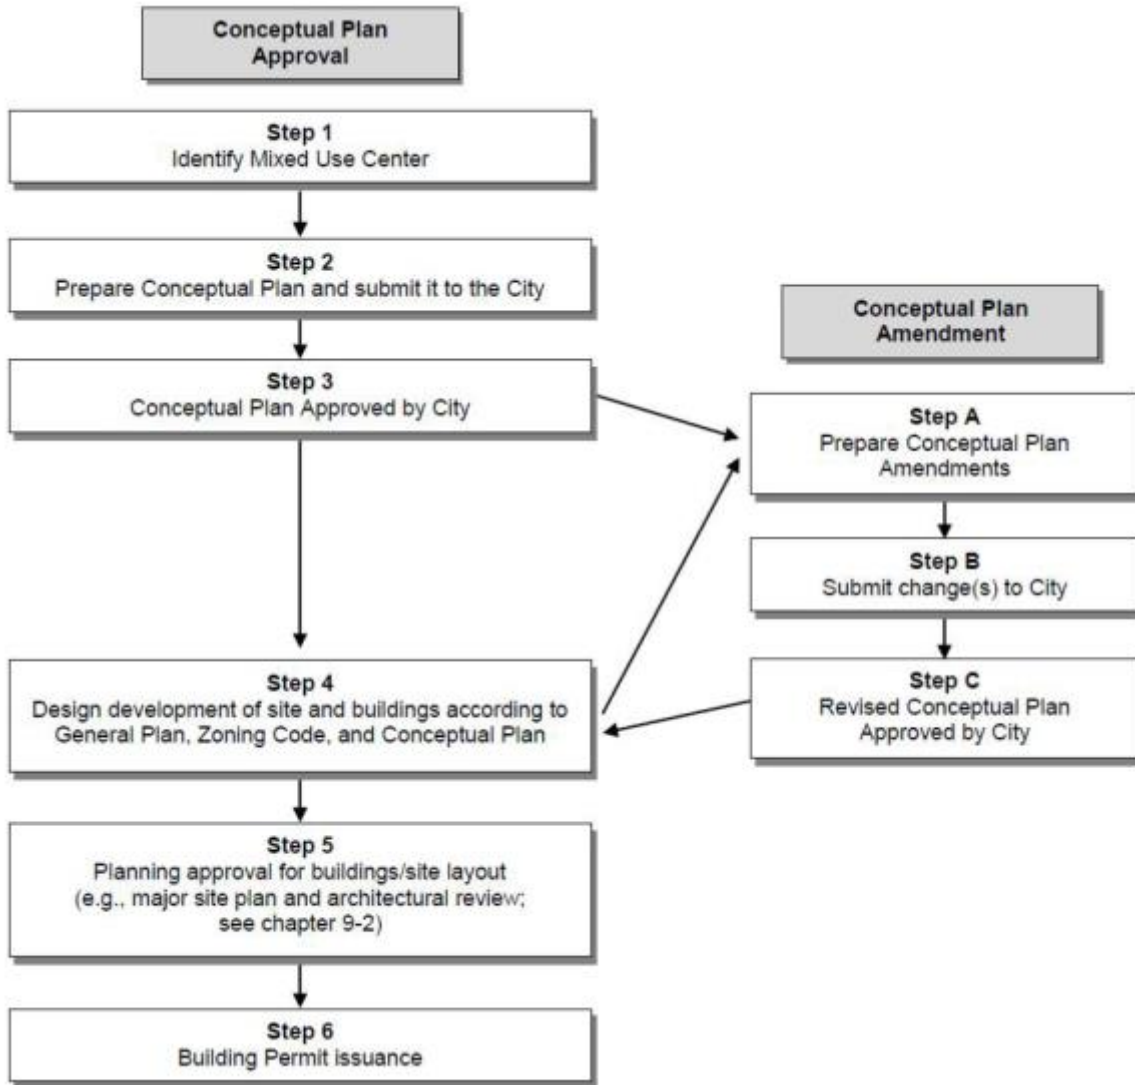 Conceptual Plan
Approval
Step 1
Identify Mixed Use Center
Step 2
Prepare Conceptual Plan and submit it to the City
Step 3
Conceptual Plan Approved by City
Step 4
Design development of site and buildings according to
General Plan, Zoning Code, and Conceptual Plan
Step 5
Planning approval for buildings/site layout
(e.g., major site plan and architectural review;
see chapter 9-2)
Step 6
Building Permit issuance
Conceptual Plan
Amendment
Step A
Prepare Conceptual Plan
Amendments
Step B
Submit change(s) to City
Step C
Revised Conceptual Plan
Approved by City